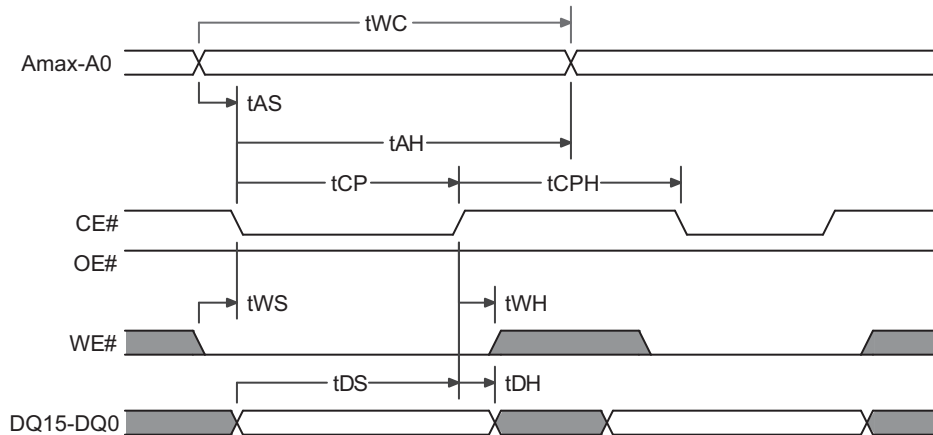 tWC
Amax-A0
tAS
tAH
tCP tCPH
CE#
OE#
tWS tWH
WE#
tDS tDH
DQ15-DQ0